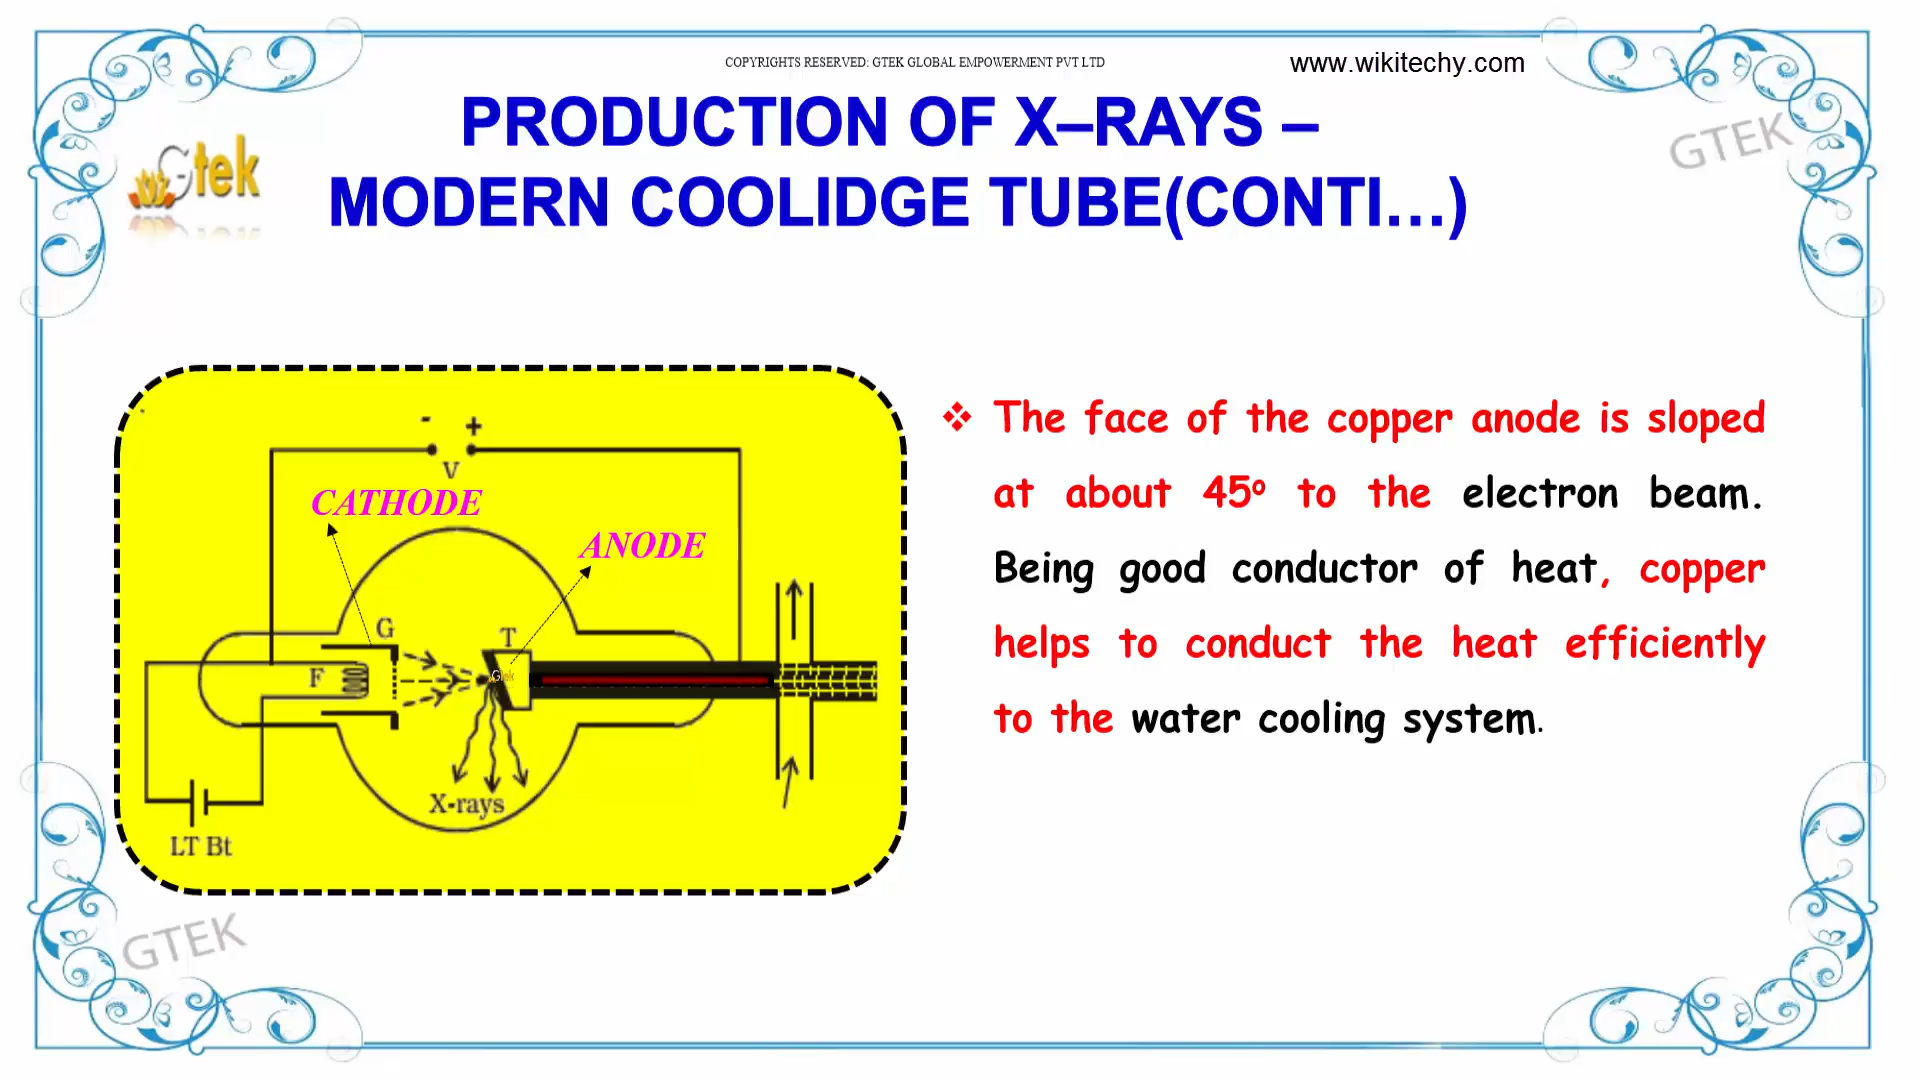 COPYRIGHTS RESERVED: GTEK GLOBAL EMPOWERMENT PVT LTD
www.wikitechy.com
PRODUCTION OF X–RAYS –
MODERN COOLIDGE TUBE(CONTI...)
Gtek
GTEK
The face of the copper anode is sloped
at about 45º to the electron beam.
Being good conductor of heat, copper
helps to conduct the heat efficiently
to the water cooling system.
- +
V
CATHODE
ANODE
G
T
F
Gtek
X-rays
LT Bt
GTEK